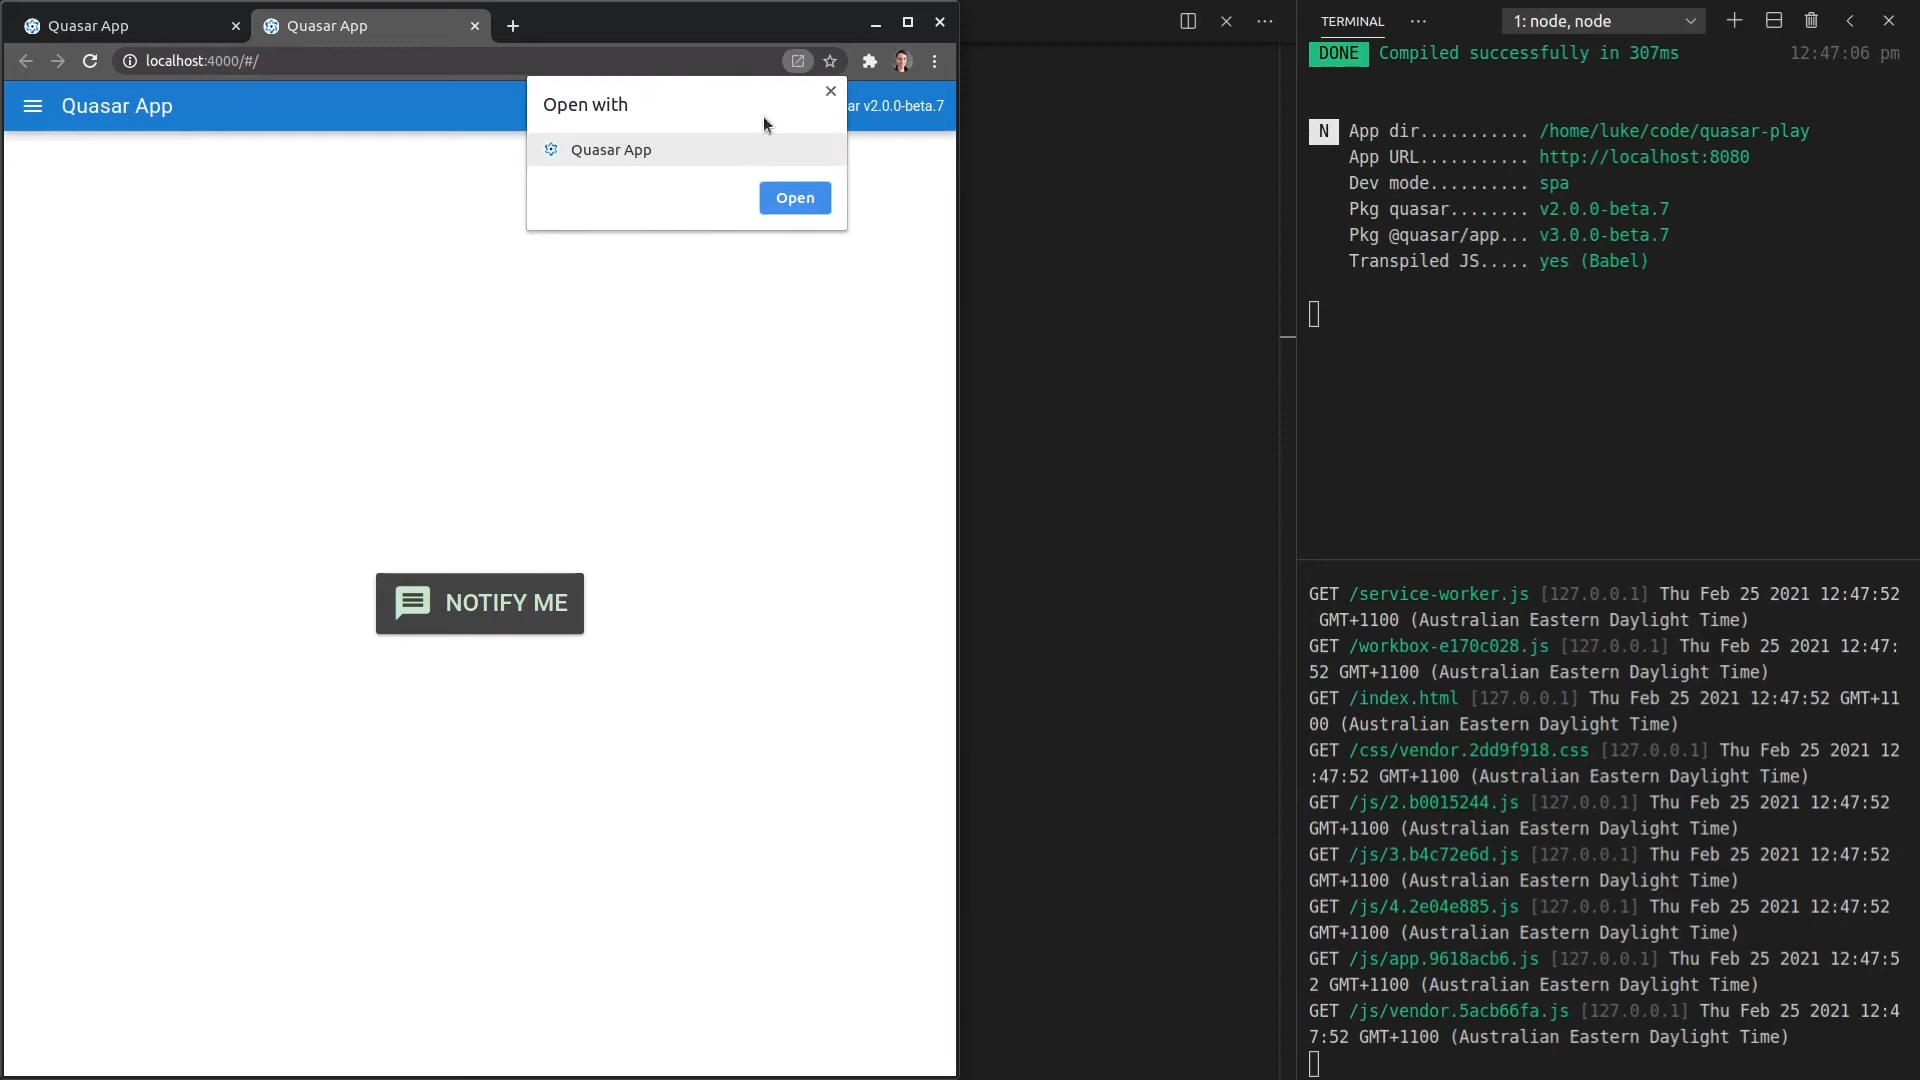 Quasar App
Quasar App
localhost:4000/#/
Quasar App
ar v2.0.0-beta.7
Open with
Quasar App
Open
NOTIFY ME
TERMINAL
1: node, node
DONE Compiled successfully in 307ms 12:47:06 pm
N App dir........... /home/luke/code/quasar-play
App URL........... http://localhost:8080
Dev mode.......... spa
Pkg quasar........ v2.0.0-beta.7
Pkg @quasar/app... v3.0.0-beta.7
Transpiled JS..... yes (Babel)
GET /service-worker.js [127.0.0.1] Thu Feb 25 2021 12:47:52
GMT+1100 (Australian Eastern Daylight Time)
GET /workbox-e170c028.js [127.0.0.1] Thu Feb 25 2021 12:47:
52 GMT+1100 (Australian Eastern Daylight Time)
GET /index.html [127.0.0.1] Thu Feb 25 2021 12:47:52 GMT+11
00 (Australian Eastern Daylight Time)
GET /css/vendor.2dd9f918.css [127.0.0.1] Thu Feb 25 2021 12
:47:52 GMT+1100 (Australian Eastern Daylight Time)
GET /js/2.b0015244.js [127.0.0.1] Thu Feb 25 2021 12:47:52
GMT+1100 (Australian Eastern Daylight Time)
GET /js/3.b4c72e6d.js [127.0.0.1] Thu Feb 25 2021 12:47:52
GMT+1100 (Australian Eastern Daylight Time)
GET /js/4.2e04e885.js [127.0.0.1] Thu Feb 25 2021 12:47:52
GMT+1100 (Australian Eastern Daylight Time)
GET /js/app.9618acb6.js [127.0.0.1] Thu Feb 25 2021 12:47:5
2 GMT+1100 (Australian Eastern Daylight Time)
GET /js/vendor.5acb66fa.js [127.0.0.1] Thu Feb 25 2021 12:4
7:52 GMT+1100 (Australian Eastern Daylight Time)